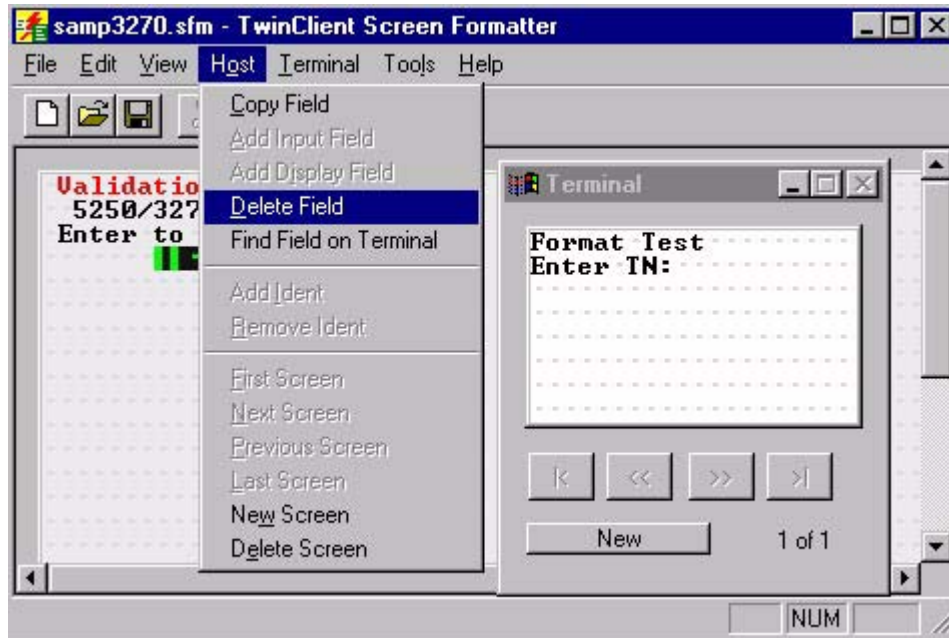 samp3270.sfm - TwinClient Screen Formatter
File Edit View Host Terminal Tools Help
Copy Field
Add Input Field
Add Display Field
Delete Field
Find Field on Terminal
Add Ident
Remove Ident
First Screen
Next Screen
Previous Screen
Last Screen
New Screen
Delete Screen
Validatio
5250/327
Enter to
Terminal
Format Test
Enter TN:
|< << >> >|
New 1 of 1
NUM